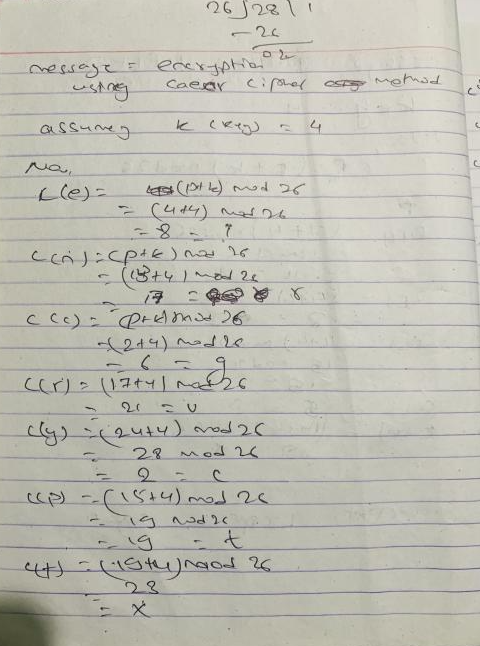 26)28(1
- 26
02
message = encryption
using caesar cipher method
assuming k (key) = 4
Now,
C(e) = (p+k) mod 26
= (4+4) mod 26
= 8 = i
C(n) = (p+k) mod 26
= (13+4) mod 26
= 17 = r
C(c) = (p+k) mod 26
= (2+4) mod 26
= 6 = g
C(r) = (17+4) mod 26
= 21 = v
C(y) = (24+4) mod 26
= 28 mod 26
= 2 = c
C(p) = (15+4) mod 26
= 19 mod 26
= 19 = t
C(t) = (19+4) mod 26
23
= x